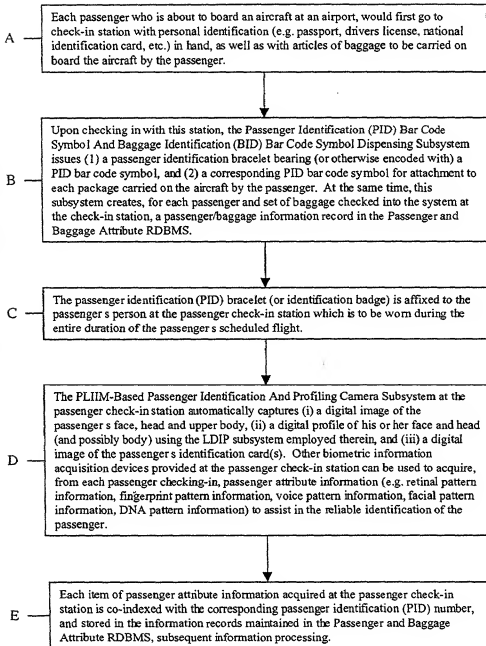 Each passenger who is about to board an aircraft at an airport, would first go to
check-in station with personal identification (e.g. passport, drivers license, national
identification card, etc.) in hand, as well as with articles of baggage to be carried on
board the aircraft by the passenger.
A
Upon checking in with this station, the Passenger Identification (PID) Bar Code
Symbol And Baggage Identification (BID) Bar Code Symbol Dispensing Subsystem
issues (1) a passenger identification bracelet bearing (or otherwise encoded with) a
PID bar code symbol, and (2) a corresponding PID bar code symbol for attachment to
each package carried on the aircraft by the passenger. At the same time, this
subsystem creates, for each passenger and set of baggage checked into the system at
the check-in station, a passenger/baggage information record in the Passenger and
Baggage Attribute RDBMS.
B
The passenger identification (PID) bracelet (or identification badge) is affixed to the
passenger s person at the passenger check-in station which is to be worn during the
entire duration of the passenger s scheduled flight.
C
The PLIIM-Based Passenger Identification And Profiling Camera Subsystem at the
passenger check-in station automatically captures (i) a digital image of the
passenger s face, head and upper body, (ii) a digital profile of his or her face and head
(and possibly body) using the LDIP subsystem employed therein, and (iii) a digital
image of the passenger s identification card(s). Other biometric information
acquisition devices provided at the passenger check-in station can be used to acquire,
from each passenger checking-in, passenger attribute information (e.g. retinal pattern
information, fingerprint pattern information, voice pattern information, facial pattern
information, DNA pattern information) to assist in the reliable identification of the
passenger.
D
Each item of passenger attribute information acquired at the passenger check-in
station is co-indexed with the corresponding passenger identification (PID) number,
and stored in the information records maintained in the Passenger and Baggage
Attribute RDBMS, subsequent information processing.
E